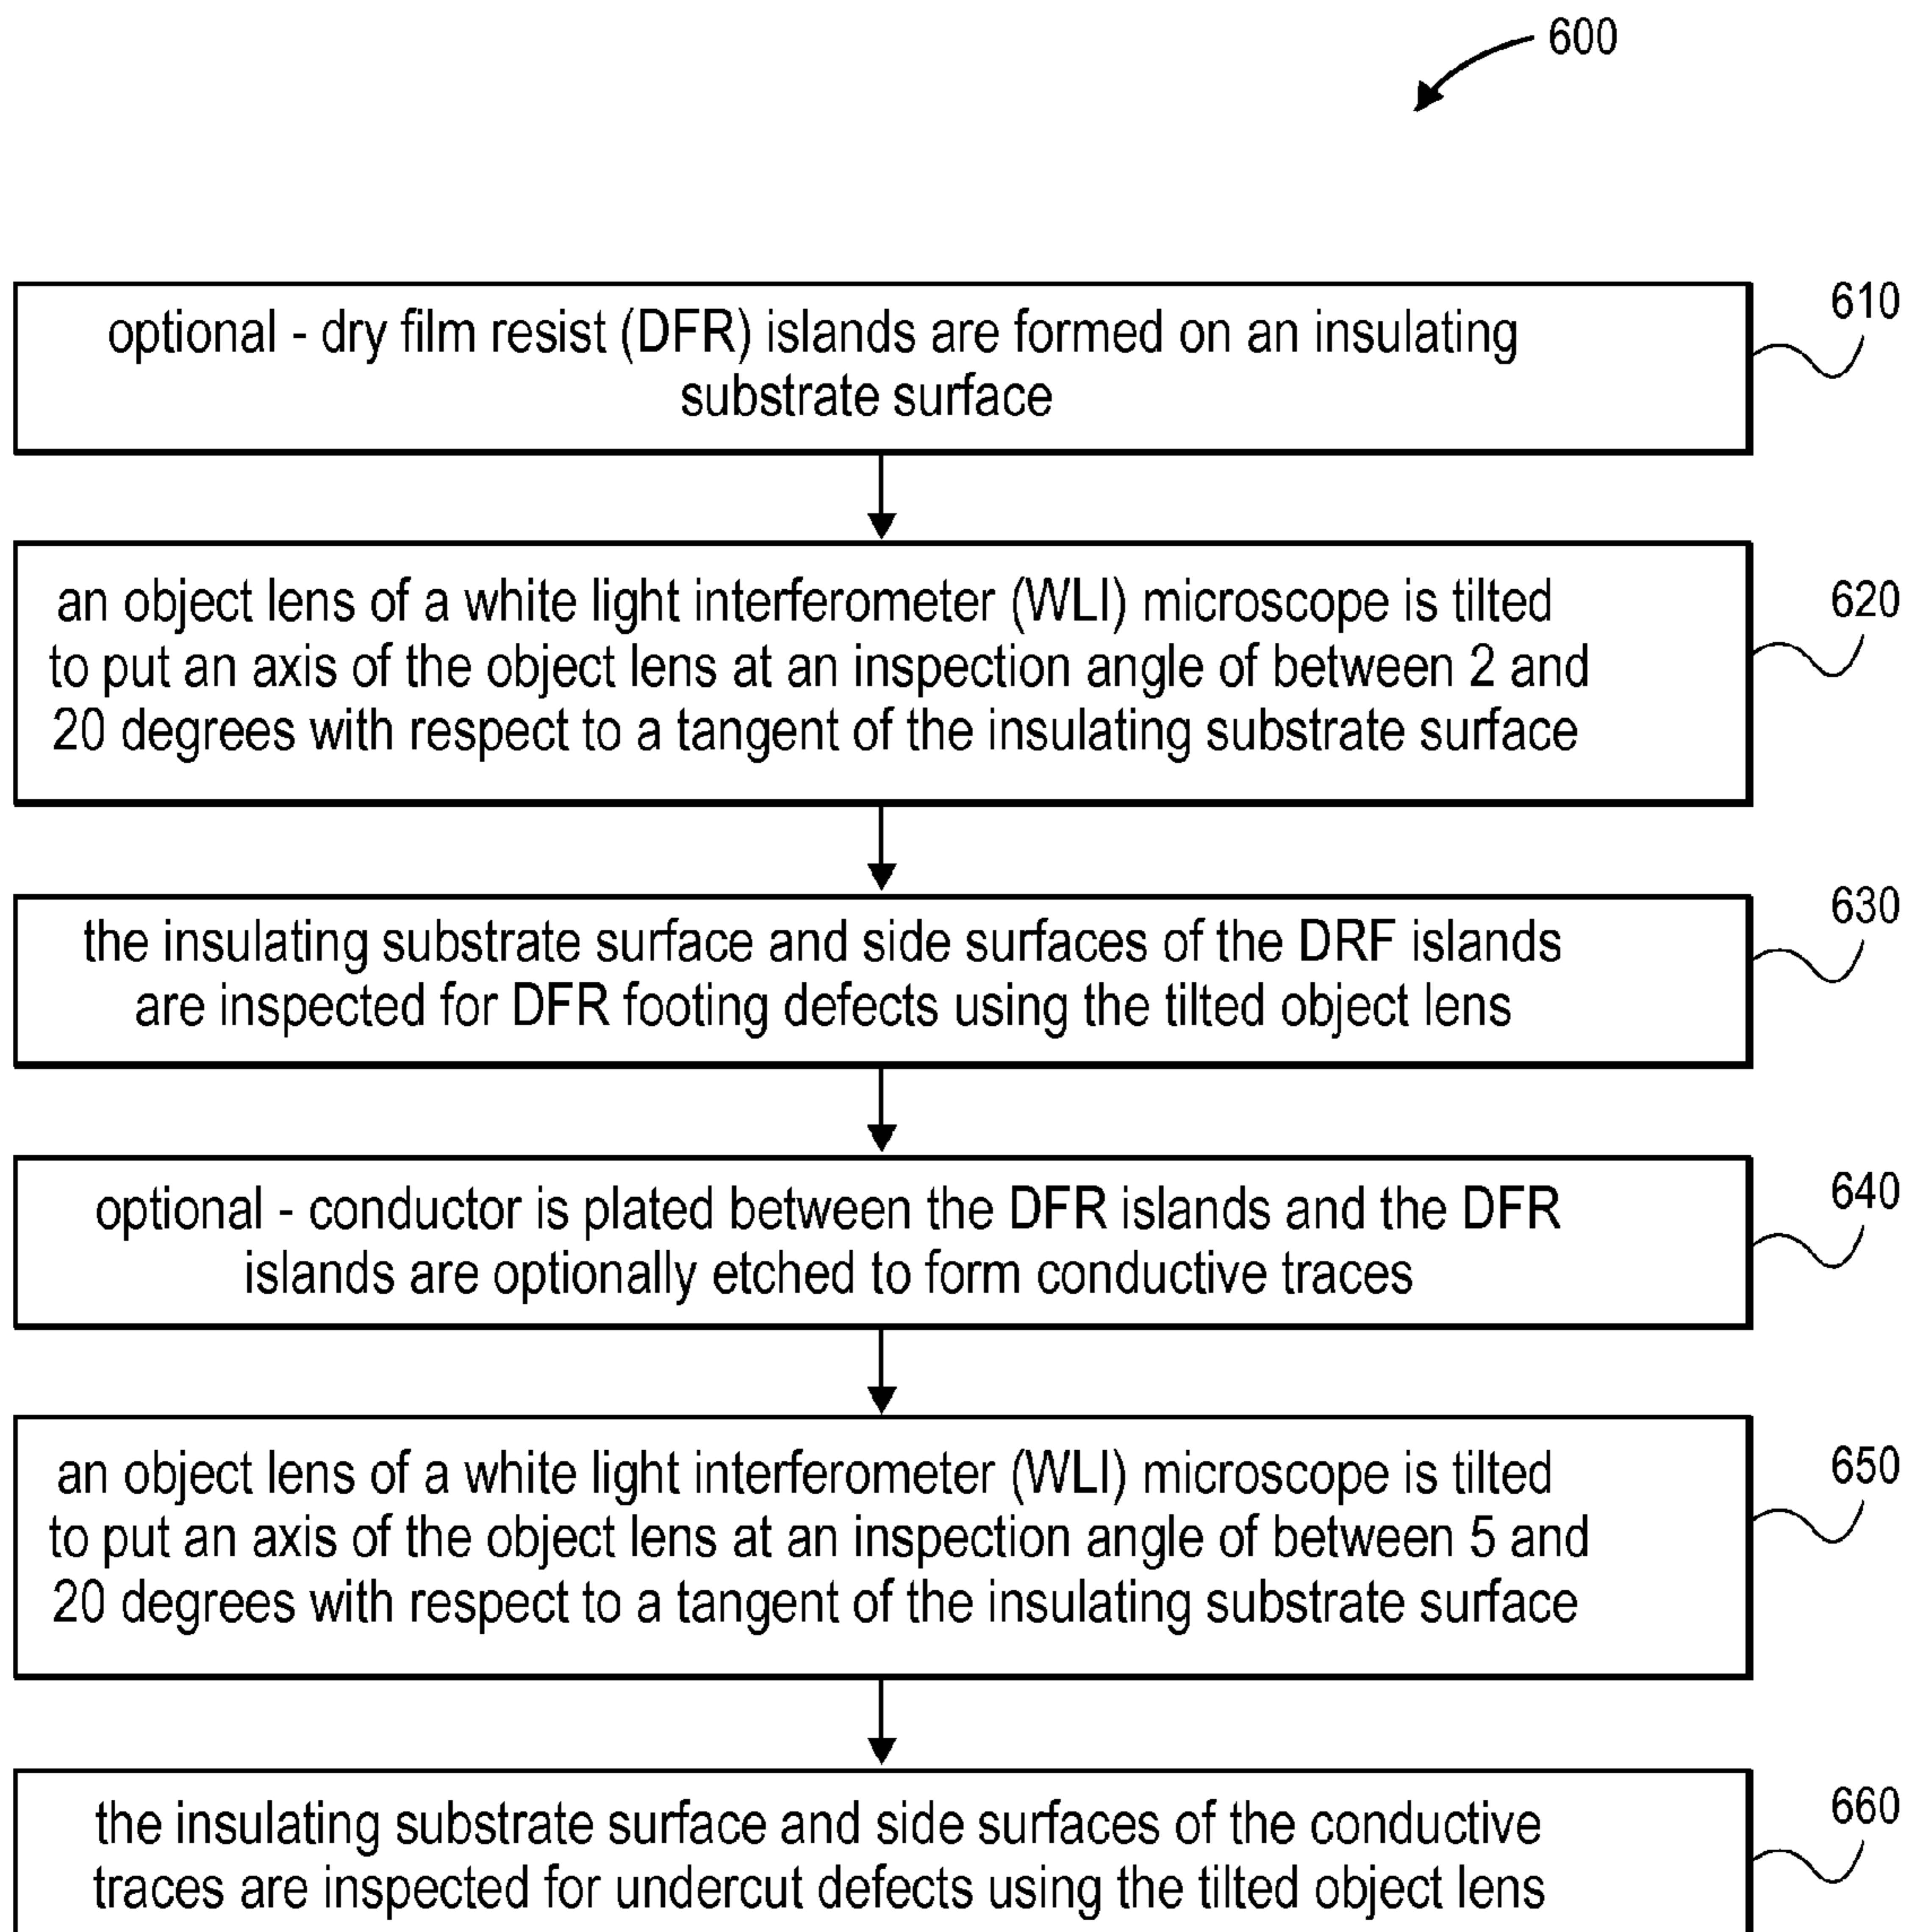 600
optional - dry film resist (DFR) islands are formed on an insulating
substrate surface
610
an object lens of a white light interferometer (WLI) microscope is tilted
to put an axis of the object lens at an inspection angle of between 2 and
20 degrees with respect to a tangent of the insulating substrate surface
620
the insulating substrate surface and side surfaces of the DRF islands
are inspected for DFR footing defects using the tilted object lens
630
optional - conductor is plated between the DFR islands and the DFR
islands are optionally etched to form conductive traces
640
an object lens of a white light interferometer (WLI) microscope is tilted
to put an axis of the object lens at an inspection angle of between 5 and
20 degrees with respect to a tangent of the insulating substrate surface
650
the insulating substrate surface and side surfaces of the conductive
traces are inspected for undercut defects using the tilted object lens
660